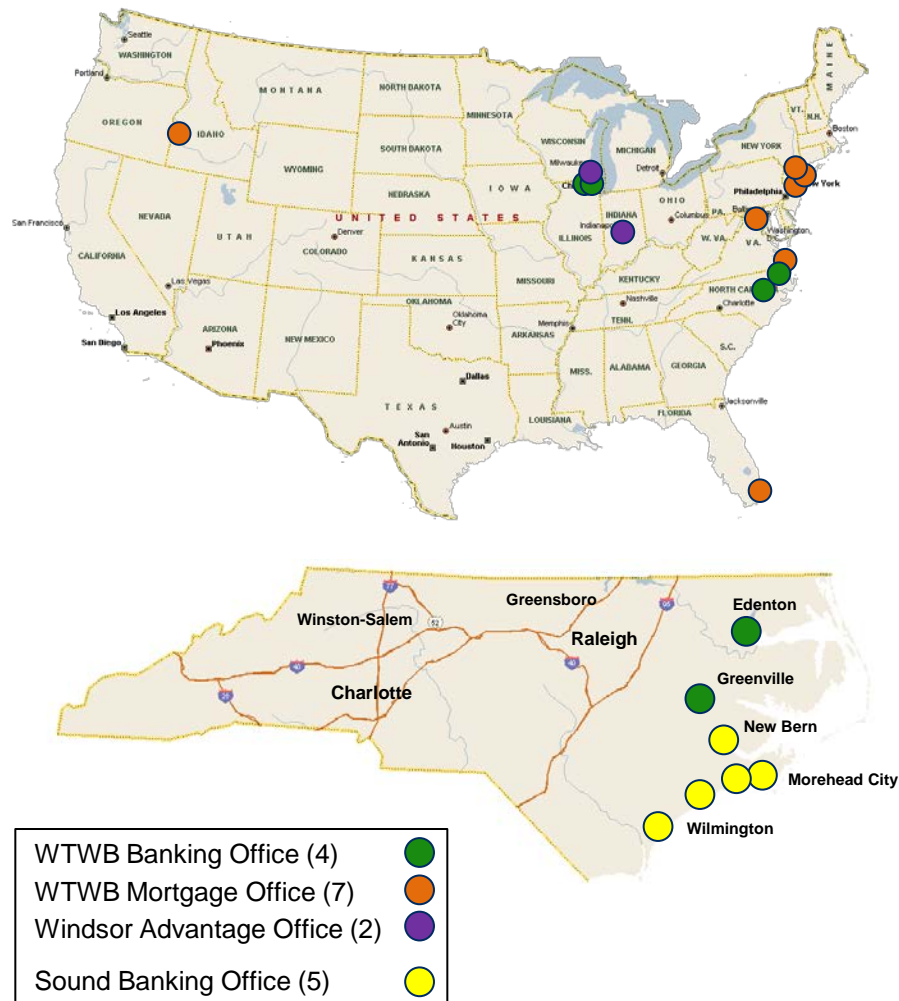 Seattle
WASHINGTON
Portland
OREGON
IDAHO
MONTANA
NORTH DAKOTA
MINNESOTA
SOUTH DAKOTA
WYOMING
WISCONSIN
Milwaukee
MICHIGAN
Detroit
NEW YORK
VT.
N.H.
MAINE
Boston
NEBRASKA
IOWA
NEVADA
UTAH
San Francisco
CALIFORNIA
UNITED STATES
Denver
COLORADO
KANSAS
ILLINOIS
INDIANA
OHIO
Columbus
PA.
Philadelphia
Washington,
W. VA.
VA.
MISSOURI
KENTUCKY
Las Vegas
Los Angeles
San Diego
ARIZONA
Phoenix
NEW MEXICO
OKLAHOMA
Oklahoma
City
ARKANSAS
Memphis
Nashville
TENN.
Charlotte
S.C.
MISS.
ALABAMA
GEORGIA
Dallas
TEXAS
Austin
San
Antonio
Houston
LOUISIANA
Jacksonville
FLORIDA
77
Greensboro
95
Edenton
Winston-Salem
52
Raleigh
40
40
Greenville
Charlotte
New Bern
Morehead City
Wilmington
WTWB Banking Office (4)
WTWB Mortgage Office (7)
Windsor Advantage Office (2)
Sound Banking Office (5)